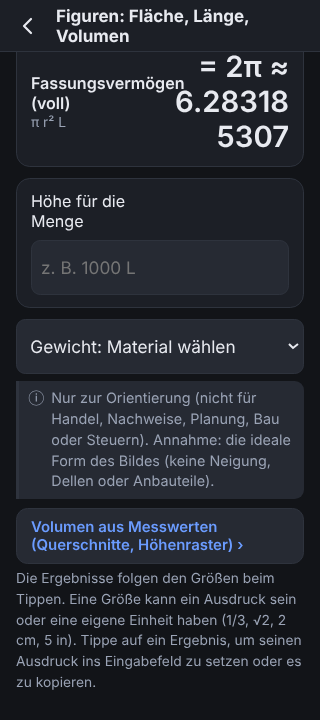 Figuren: Fläche, Länge,
Volumen
= 2π ≈
Fassungsvermögen
(voll)
6.28318
π r² L
5307
Höhe für die
Menge
z. B. 1000 L
Gewicht: Material wählen
ⓘ Nur zur Orientierung (nicht für
Handel, Nachweise, Planung, Bau
oder Steuern). Annahme: die ideale
Form des Bildes (keine Neigung,
Dellen oder Anbauteile).
Volumen aus Messwerten
(Querschnitte, Höhenraster) ›
Die Ergebnisse folgen den Größen beim
Tippen. Eine Größe kann ein Ausdruck sein
oder eine eigene Einheit haben (1/3, √2, 2
cm, 5 in). Tippe auf ein Ergebnis, um seinen
Ausdruck ins Eingabefeld zu setzen oder es
zu kopieren.